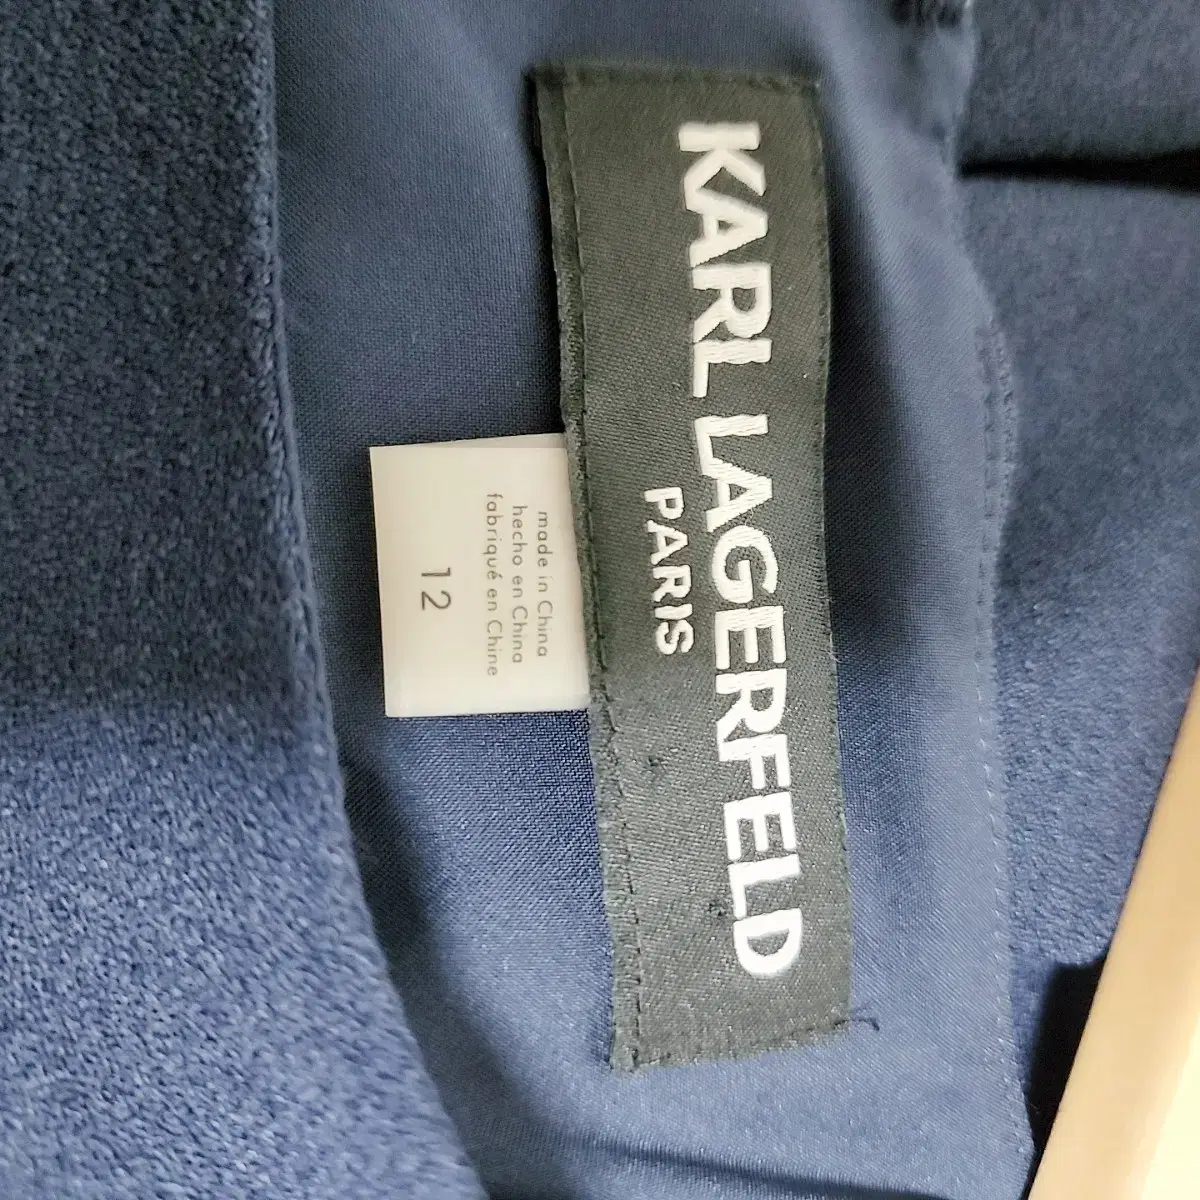 KARL LAGERFELD
PARIS
made in China
hecho en China
fabriqué en Chine
12